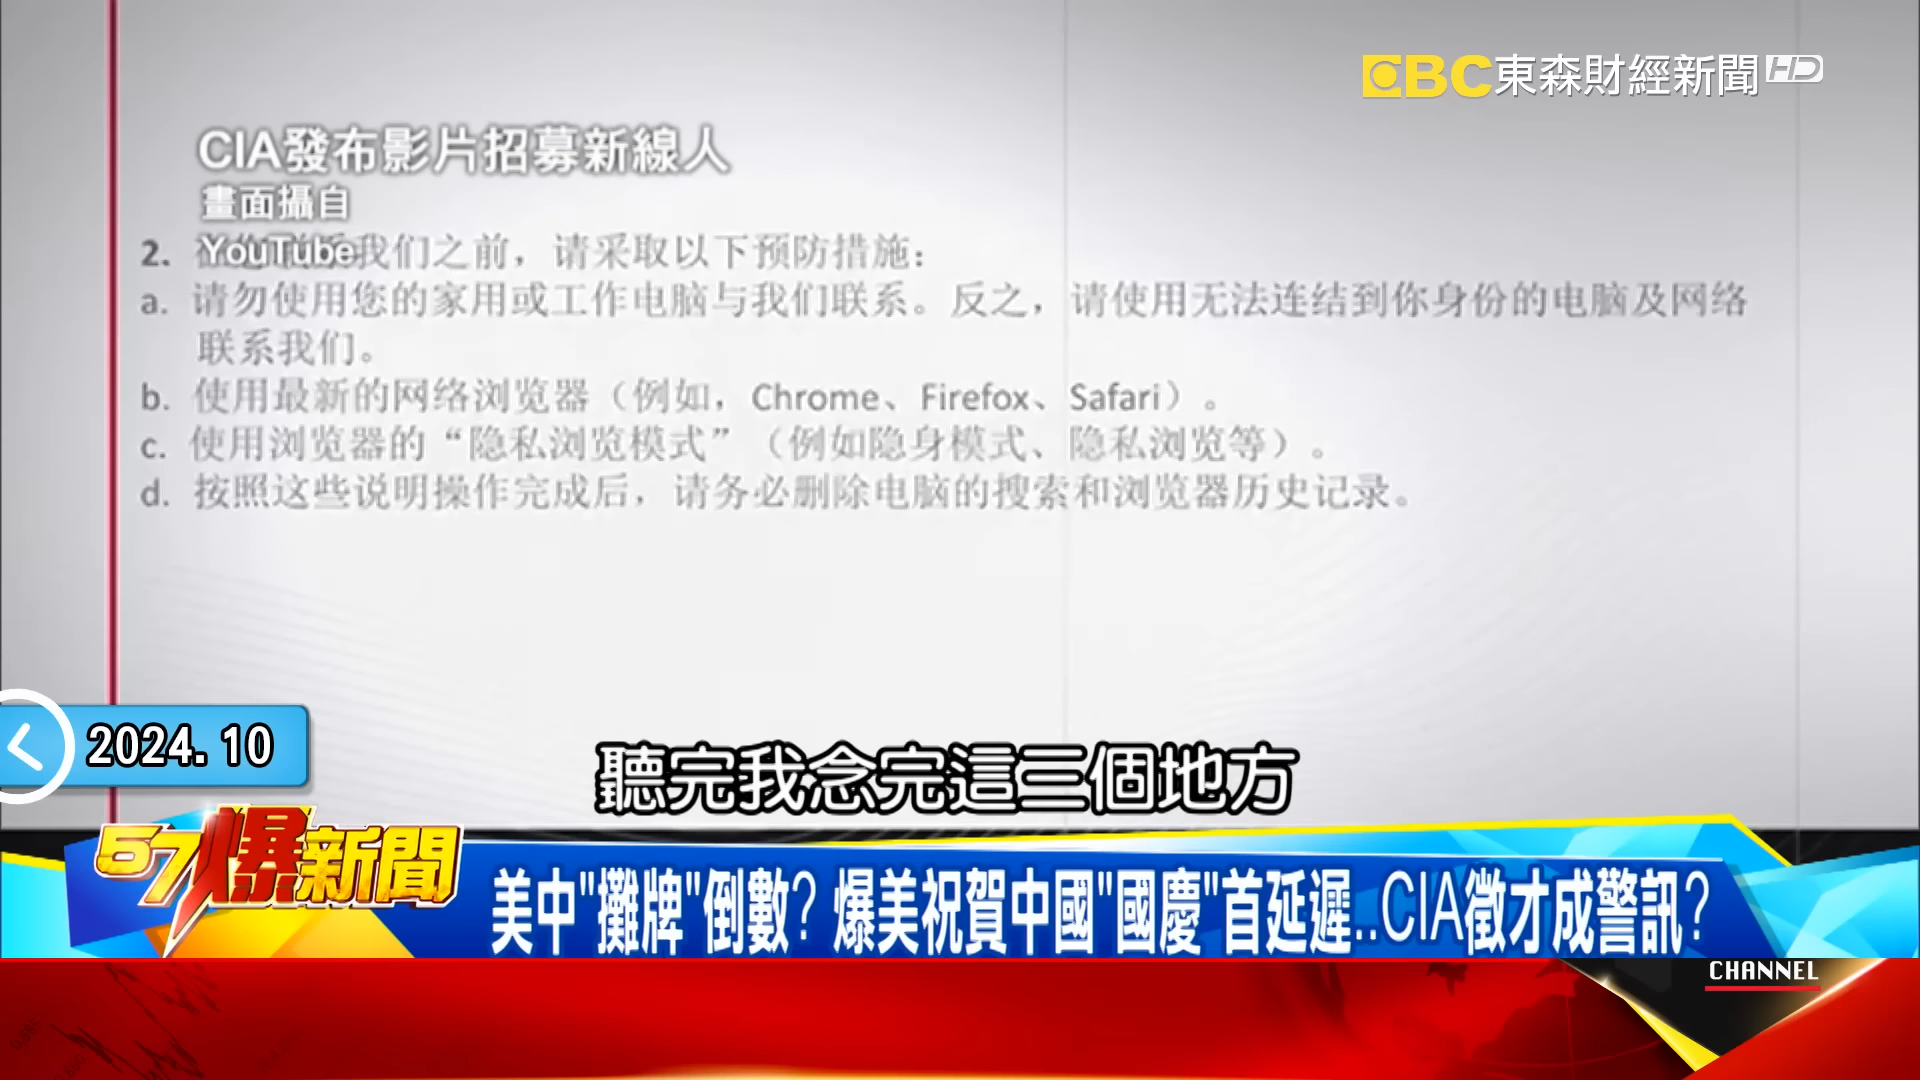 EBC東森財經新聞HD
CIA發布影片招募新線人
畫面攝自
YouTube
2. 我们之前，请采取以下预防措施：
a. 请勿使用您的家用或工作电脑与我们联系。反之，请使用无法连结到你身份的电脑及网络
联系我们。
b. 使用最新的网络浏览器（例如，Chrome、Firefox、Safari）。
c. 使用浏览器的“隐私浏览模式”（例如隐身模式、隐私浏览等）。
d. 按照这些说明操作完成后，请务必删除电脑的搜索和浏览器历史记录。
2024.10
聽完我念完這三個地方
57爆新聞
美中"攤牌"倒數？爆美祝賀中國"國慶"首延遲..CIA徵才成警訊？
CHANNEL